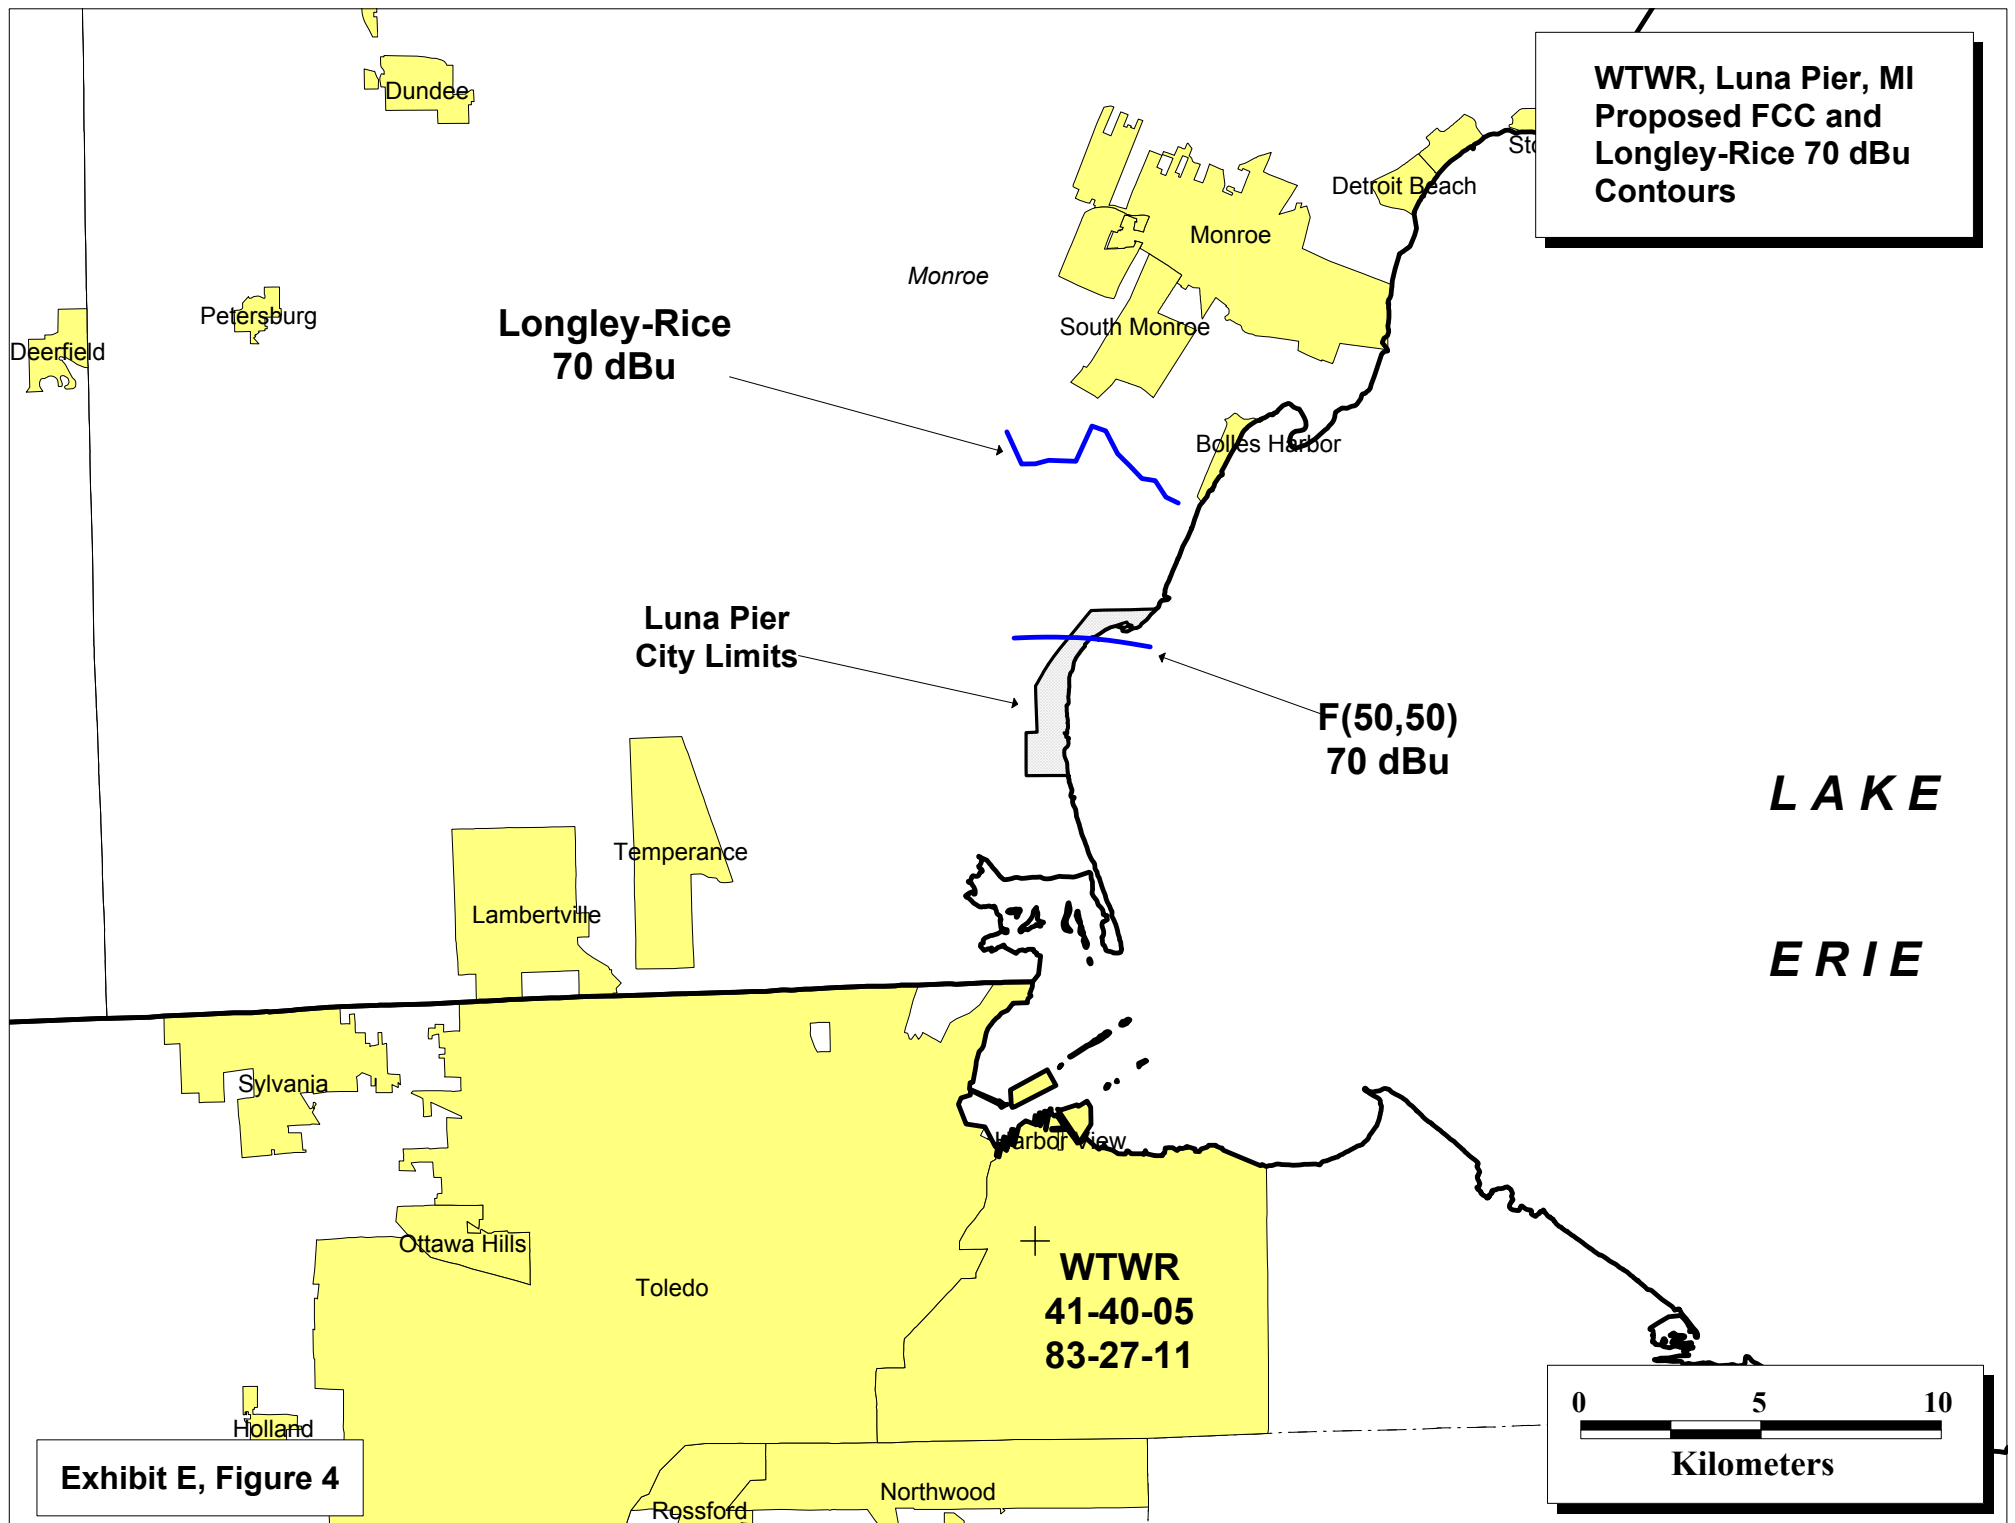 WTWR, Luna Pier, MI
Proposed FCC and
Longley-Rice 70 dBu
Contours
Dundee
Detroit Beach
Monroe
Monroe
Petersburg
Longley-Rice
70 dBu
South Monroe
Deerfield
Bolles Harbor
Luna Pier
City Limits
F(50,50)
70 dBu
LAKE
ERIE
Temperance
Lambertville
Sylvania
Harbor View
Ottawa Hills
Toledo
WTWR
41-40-05
83-27-11
Holland
0 5 10
Kilometers
Exhibit E, Figure 4
Northwood
Rossford